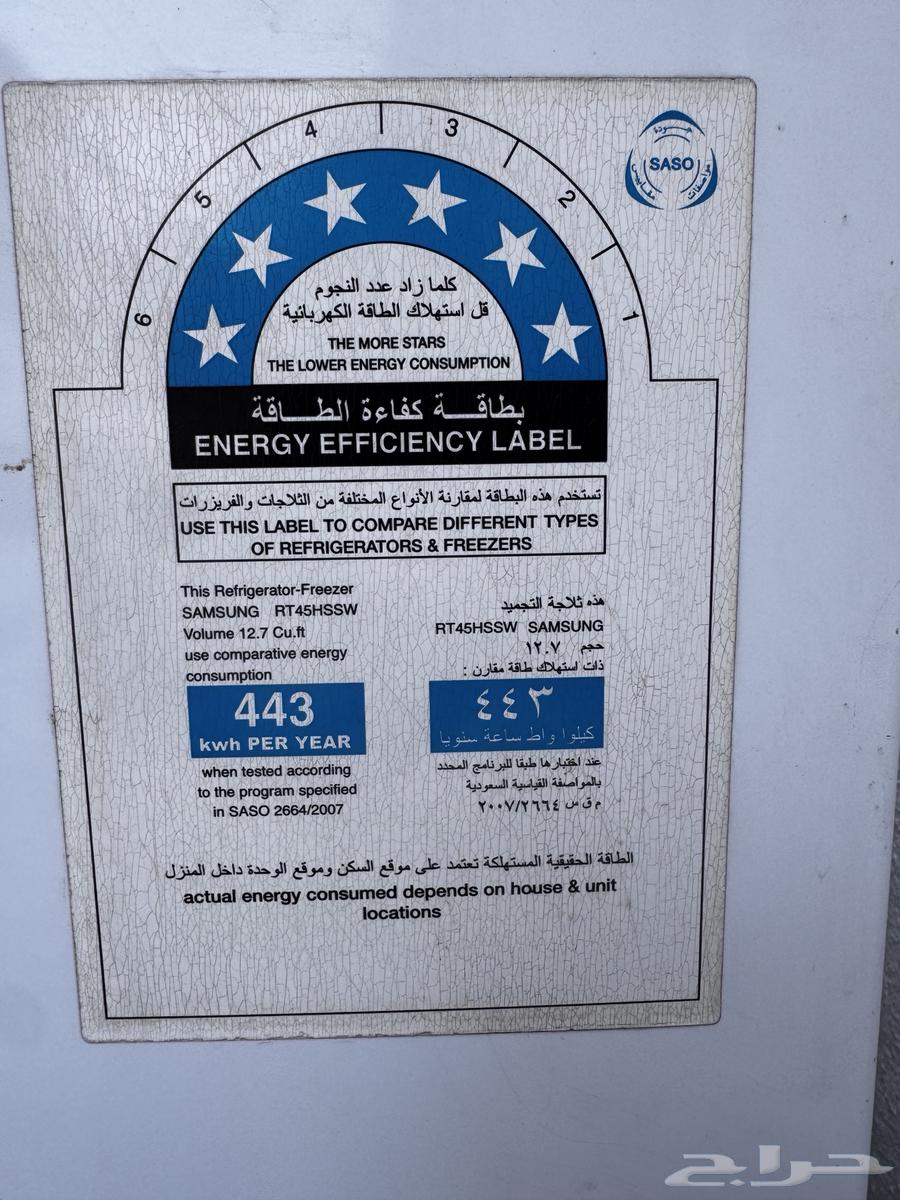 4
3
5
2
6
1
جودة
SASO
مقاييس
مواصفات
كلما زاد عدد النجوم
قل استهلاك الطاقة الكهربائية
THE MORE STARS
THE LOWER ENERGY CONSUMPTION
بطاقـــة كفاءة الطـــاقة
ENERGY EFFICIENCY LABEL
تستخدم هذه البطاقة لمقارنة الأنواع المختلفة من الثلاجات والفريزرات
USE THIS LABEL TO COMPARE DIFFERENT TYPES
OF REFRIGERATORS & FREEZERS
This Refrigerator-Freezer
SAMSUNG RT45HSSW
Volume 12.7 Cu.ft
use comparative energy
consumption
443
kwh PER YEAR
when tested according
to the program specified
in SASO 2664/2007
هذه ثلاجة التجميد
RT45HSSW SAMSUNG
حجم ١٢.٧
ذات استهلاك طاقة مقارن :
٤٤٣
كيلوا واط ساعة سنويا
عند اختبارها طبقا للبرنامج المحدد
بالمواصفة القياسية السعودية
م ق س ٢٠٠٧/٢٦٦٤
الطاقة الحقيقية المستهلكة تعتمد على موقع السكن وموقع الوحدة داخل المنزل
actual energy consumed depends on house & unit
locations
حراج